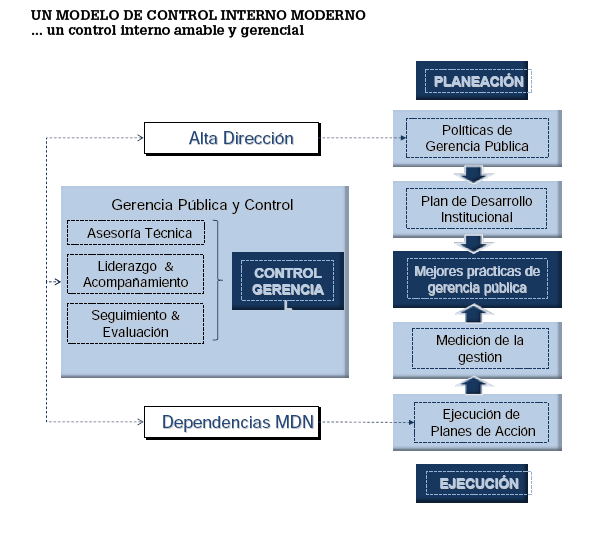 UN MODELO DE CONTROL INTERNO MODERNO
... un control interno amable y gerencial
PLANEACIÓN
Alta Dirección
Políticas de
Gerencia Pública
Gerencia Pública y Control
Asesoría Técnica
Liderazgo &
Acompañamiento
Seguimiento &
Evaluación
CONTROL
GERENCIA
L
Plan de Desarrollo
Institucional
Mejores prácticas de
gerencia pública
Medición de la
gestión
Dependencias MDN
Ejecución de
Planes de Acción
EJECUCIÓN